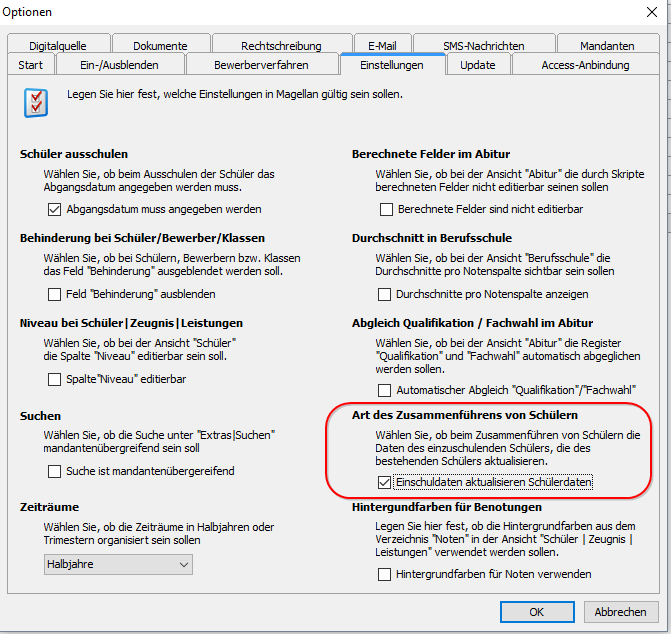 Optionen
Digitalquelle
Dokumente
Rechtschreibung
E-Mail
SMS-Nachrichten
Mandanten
Start
Ein-/Ausblenden
Bewerberverfahren
Einstellungen
Update
Access-Anbindung
Legen Sie hier fest, welche Einstellungen in Magellan gültig sein sollen.
Schüler ausschulen
Wählen Sie, ob beim Ausschulen der Schüler das
Abgangsdatum angegeben werden muss.
Abgangsdatum muss angegeben werden
Behinderung bei Schüler/Bewerber/Klassen
Wählen Sie, ob bei Schülern, Bewerbern bzw. Klassen
das Feld "Behinderung" ausgeblendet werden soll.
Feld "Behinderung" ausblenden
Niveau bei Schüler|Zeugnis|Leistungen
Wählen Sie, ob bei der Ansicht "Schüler"
die Spalte "Niveau" editierbar sein soll.
Spalte"Niveau" editierbar
Suchen
Wählen Sie, ob die Suche unter "Extras|Suchen"
mandantenübergreifend sein soll
Suche ist mandantenübergereifend
Zeiträume
Wählen Sie, ob die Zeiträume in Halbjahren oder
Trimestern organisiert sein sollen
Halbjahre
Berechnete Felder im Abitur
Wählen Sie, ob bei der Ansicht "Abitur" die durch Skripte
berechneten Felder nicht editierbar seinen sollen
Berechnete Felder sind nicht editierbar
Durchschnitt in Berufsschule
Wählen Sie, ob bei der Ansicht "Berufsschule" die
Durchschnitte pro Notenspalte sichtbar sein sollen
Durchschnitte pro Notenspalte anzeigen
Abgleich Qualifikation / Fachwahl im Abitur
Wählen Sie, ob bei der Ansicht "Abitur" die Register
"Qualifikation" und "Fachwahl" automatisch abgeglichen
werden sollen.
Automatischer Abgleich "Qualifikation"/"Fachwahl"
Art des Zusammenführens von Schülern
Wählen Sie, ob beim Zusammenführen von Schülern die
Daten des einzuschulenden Schülers, die des
bestehenden Schülers aktualisieren.
Einschuldaten aktualisieren Schülerdaten
Hintergrundfarben für Benotungen
Legen Sie hier fest, ob die Hintergrundfarben aus dem
Verzeichnis "Noten" in der Ansicht "Schüler | Zeugnis |
Leistungen" verwendet werden sollen.
Hintergrundfarben für Noten verwenden
OK
Abbrechen